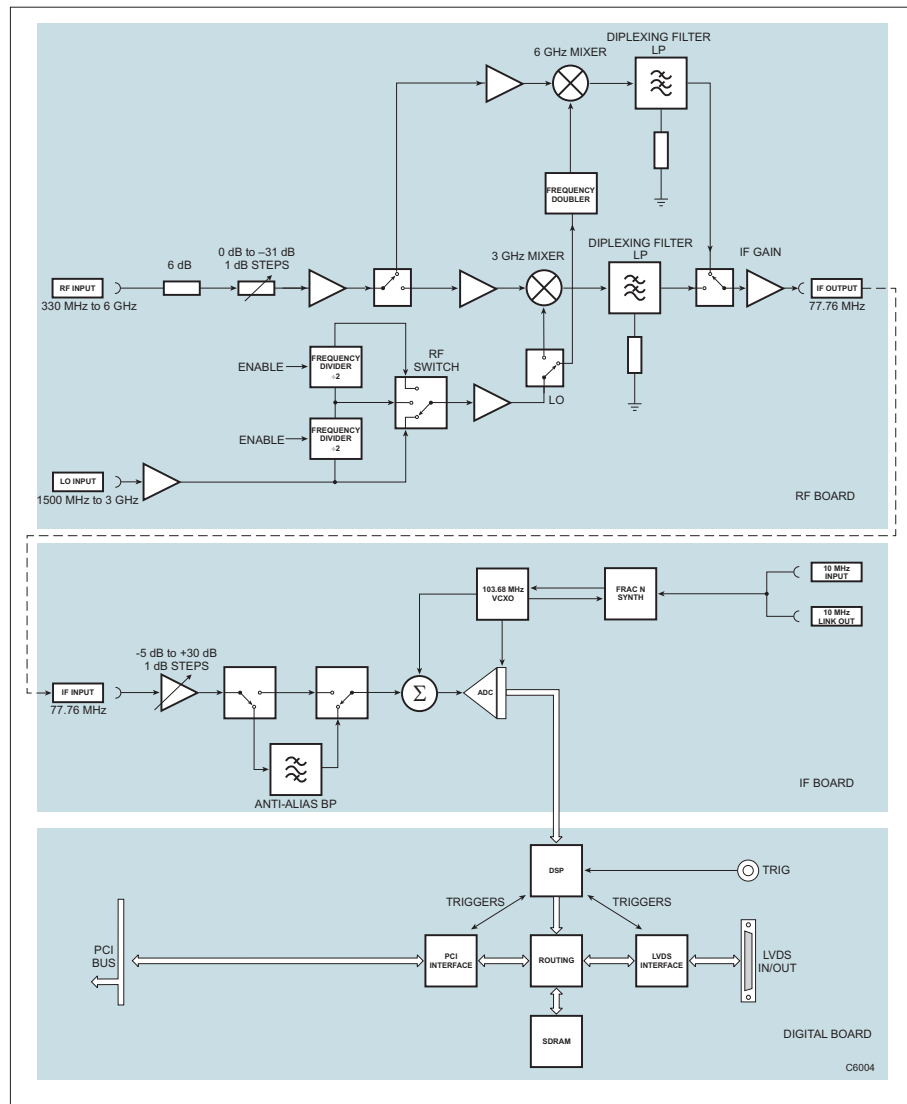 DIPLEXING FILTER
LP
6 GHz MIXER
FREQUENCY
DOUBLER
0 dB to –31 dB
1 dB STEPS
6 dB
3 GHz MIXER
DIPLEXING FILTER
LP
IF GAIN
RF INPUT
330 MHz to 6 GHz
IF OUTPUT
77.76 MHz
ENABLE
FREQUENCY
DIVIDER
÷2
RF
SWITCH
LO
ENABLE
FREQUENCY
DIVIDER
÷2
LO INPUT
1500 MHz to 3 GHz
RF BOARD
103.68 MHz
VCXO
FRAC N
SYNTH
10 MHz
INPUT
10 MHz
LINK OUT
-5 dB to +30 dB
1 dB STEPS
IF INPUT
77.76 MHz
Σ
ADC
ANTI-ALIAS BP
IF BOARD
DSP
TRIG
TRIGGERS
TRIGGERS
PCI
BUS
PCI
INTERFACE
ROUTING
LVDS
INTERFACE
LVDS
IN/OUT
SDRAM
DIGITAL BOARD
C6004